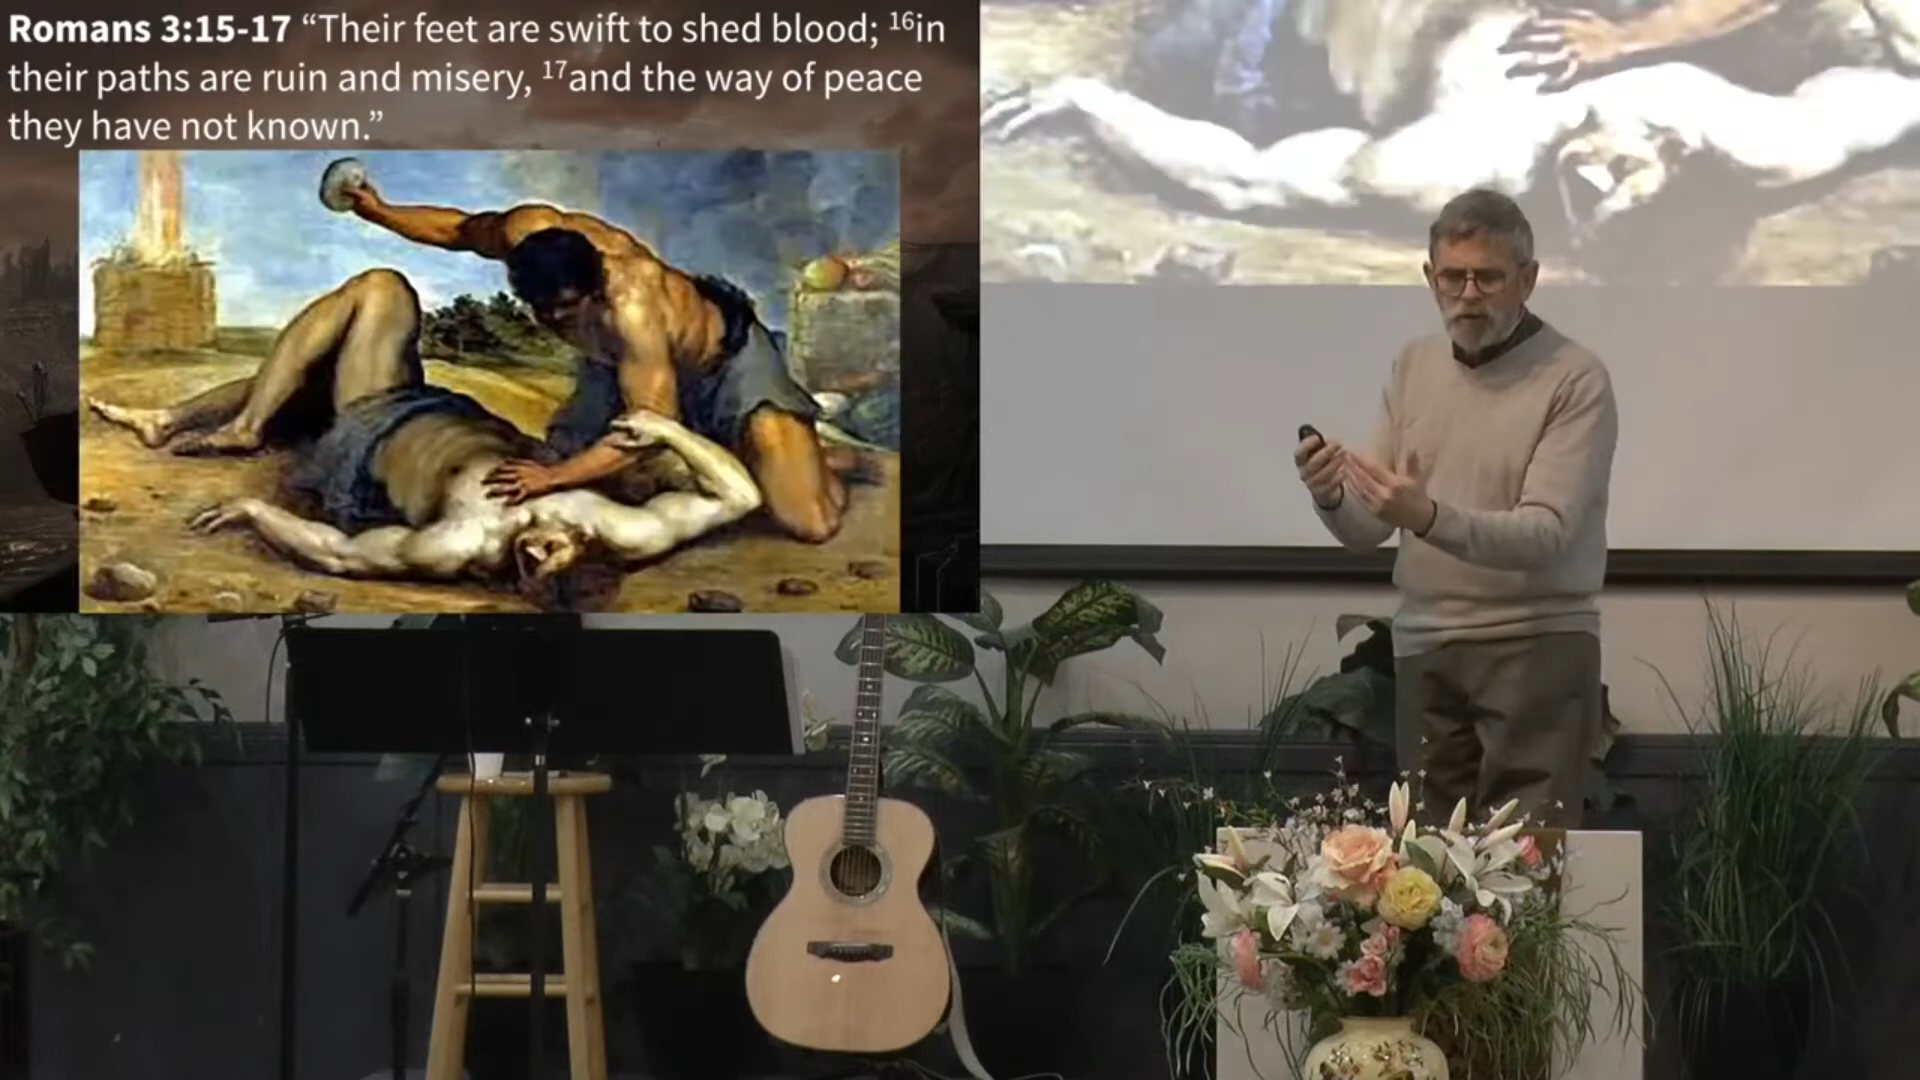 Romans 3:15-17 “Their feet are swift to shed blood; 16in
their paths are ruin and misery, 17and the way of peace
they have not known.”